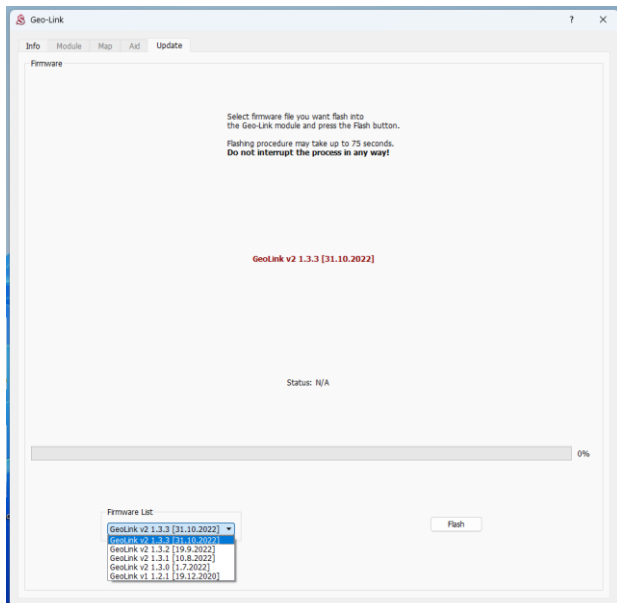 Geo-Link
Info Module Map Aid Update
Firmware
Select firmware file you want flash into
the Geo-Link module and press the Flash button.
Flashing procedure may take up to 75 seconds.
Do not interrupt the process in any way!
GeoLink v2 1.3.3 [31.10.2022]
Status: N/A
0%
Firmware List
GeoLink v2 1.3.3 [31.10.2022]
Flash
GeoLink v2 1.3.3 [31.10.2022]
GeoLink v2 1.3.2 [19.9.2022]
GeoLink v2 1.3.1 [10.8.2022]
GeoLink v2 1.3.0 [1.7.2022]
GeoLink v1 1.2.1 [19.12.2020]